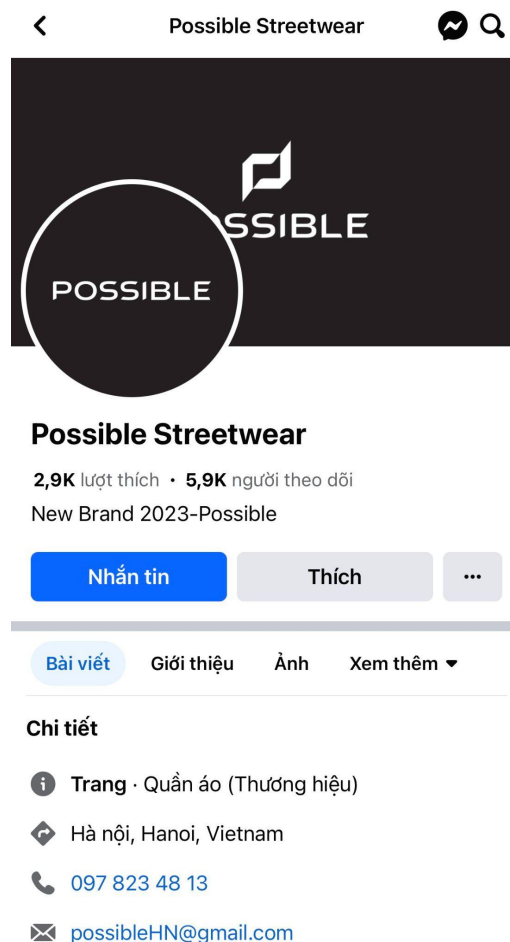 Possible Streetwear
SSIBLE
POSSIBLE
Possible Streetwear
2,9K lượt thích · 5,9K người theo dõi
New Brand 2023-Possible
Nhắn tin Thích
Bài viết Giới thiệu Ảnh Xem thêm
Chi tiết
Trang · Quần áo (Thương hiệu)
Hà nội, Hanoi, Vietnam
097 823 48 13
possibleHN@gmail.com